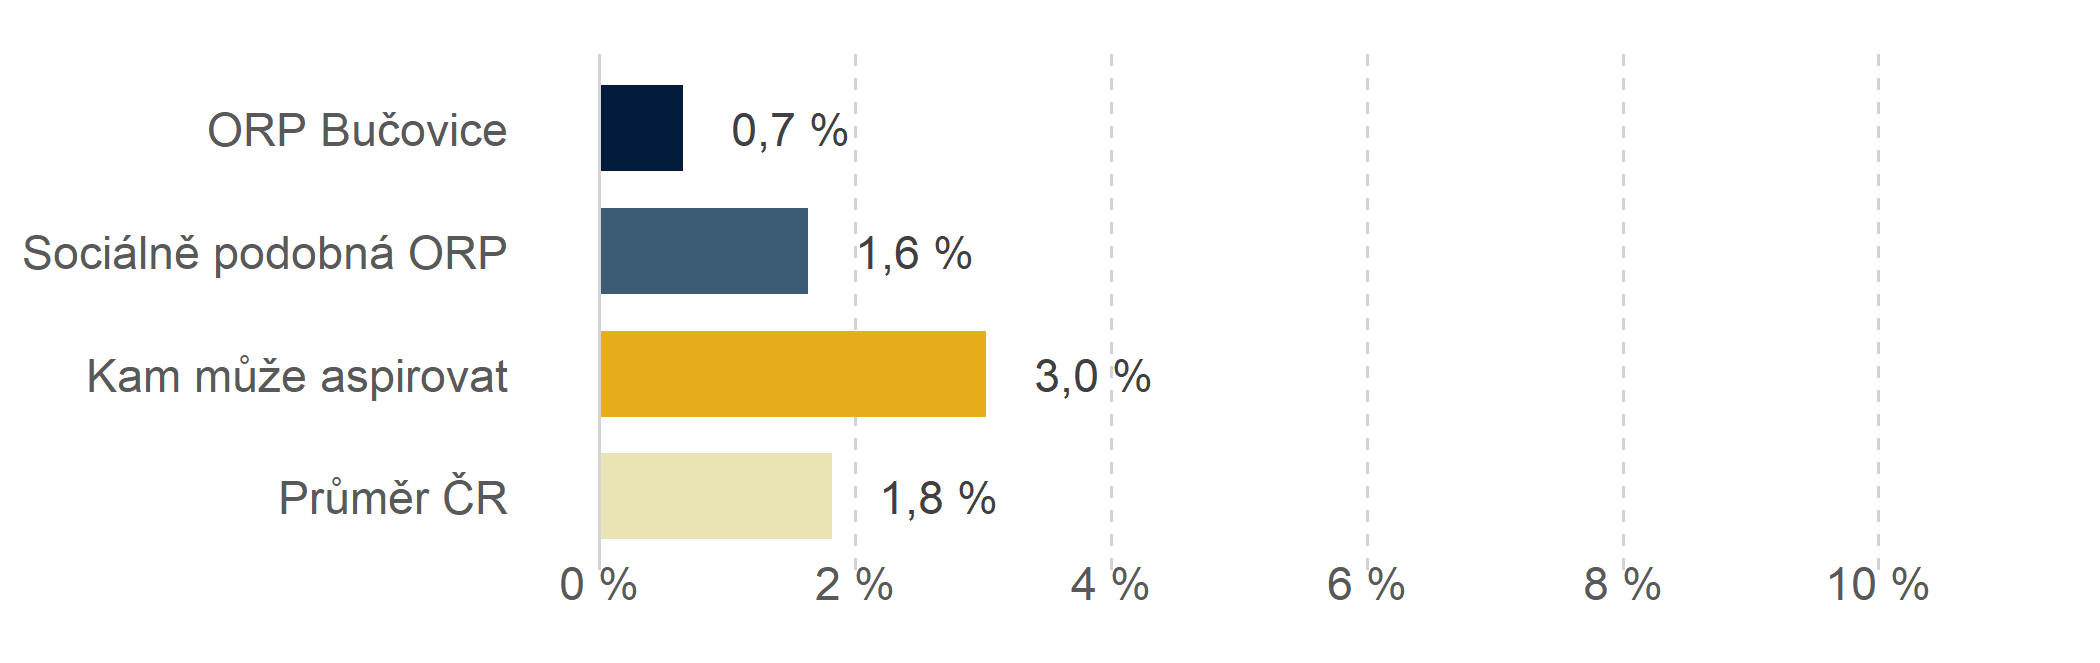 ORP Bučovice
0,7 %
Sociálně podobná ORP
1,6 %
Kam může aspirovat
3,0 %
Průměr ČR
1,8 %
0 %
2 %
4 %
6 %
8 %
10 %